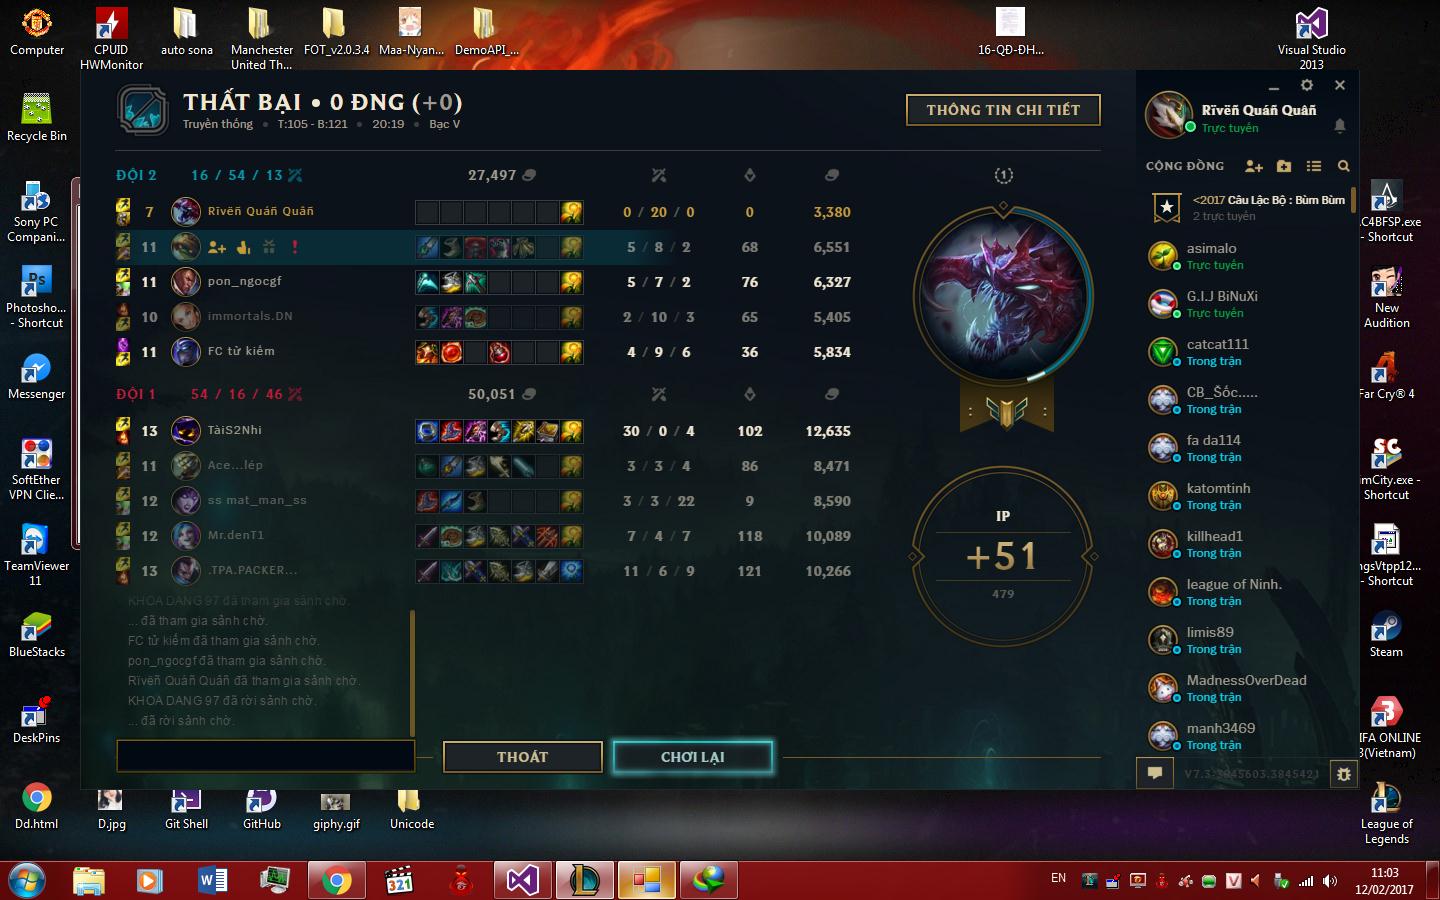 Computer
CPUID
HWMonitor
auto sona
Manchester
United Th...
FOT_v2.0.3.4
Maa-Nyan...
DemoAPI_...
16-QĐ-ĐH...
Visual Studio
2013
Recycle Bin
Sony PC
Compani...
Photosho...
- Shortcut
Messenger
SoftEther
VPN Clie...
TeamViewer
11
BlueStacks
DeskPins
THẤT BẠI • 0 ĐNG (+0)
Truyền thống • T:105 - B:121 • 20:19 • Bạc V
THÔNG TIN CHI TIẾT
ĐỘI 2 16 / 54 / 13 27,497
7 Rïvëñ Quáñ Quâñ 0 / 20 / 0 0 3,380
11 5 / 8 / 2 68 6,551
11 pon_ngocgf 5 / 7 / 2 76 6,327
10 immortals.DN 2 / 10 / 3 65 5,405
11 FC tử kiếm 4 / 9 / 6 36 5,834
ĐỘI 1 54 / 16 / 46 50,051
13 TàiS2Nhi 30 / 0 / 4 102 12,635
11 Ace...lép 3 / 3 / 4 86 8,471
12 ss mat_man_ss 3 / 3 / 22 9 8,590
12 Mr.denT1 7 / 4 / 7 118 10,089
13 .TPA.PACKER... 11 / 6 / 9 121 10,266
1
IP
+51
479
KHOA DANG 97 đã tham gia sảnh chờ.
... đã tham gia sảnh chờ.
FC tử kiếm đã tham gia sảnh chờ.
pon_ngocgf đã tham gia sảnh chờ.
Rïvëñ Quáñ Quâñ đã tham gia sảnh chờ.
KHOA DANG 97 đã rời sảnh chờ.
... đã rời sảnh chờ.
THOÁT
CHƠI LẠI
Rïvëñ Quáñ Quâñ
Trực tuyến
CỘNG ĐỒNG
<2017 Câu Lạc Bộ : Bùm Bùm
2 trực tuyến
asimalo
Trực tuyến
G.I.J BiNuXi
Trực tuyến
catcat111
Trong trận
CB_Šốc.....
Trong trận
fa da114
Trong trận
katomtinh
Trong trận
killhead1
Trong trận
league of Ninh.
Trong trận
limis89
Trong trận
MadnessOverDead
Trong trận
manh3469
Trong trận
.C4BFSP.exe
- Shortcut
New
Audition
Far Cry® 4
imCity.exe -
Shortcut
ngsVtpp12...
- Shortcut
Steam
IFA ONLINE
3(Vietnam)
League of
Legends
Dd.html
D.jpg
Git Shell
GitHub
giphy.gif
Unicode
321
EN
11:03
12/02/2017